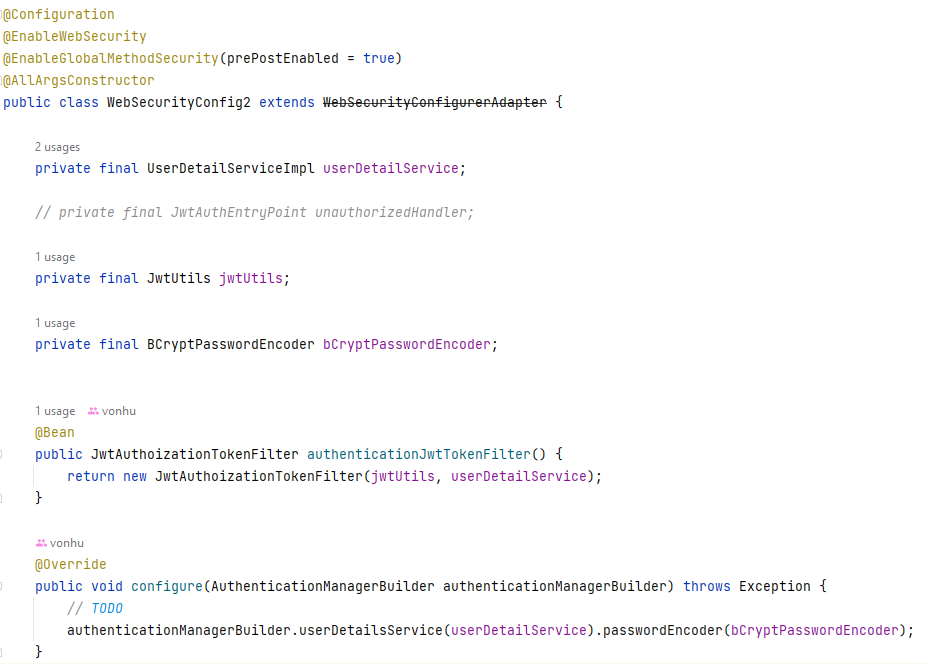 @Configuration
@EnableWebSecurity
@EnableGlobalMethodSecurity(prePostEnabled = true)
@AllArgsConstructor
public class WebSecurityConfig2 extends WebSecurityConfigurerAdapter {
2 usages
private final UserDetailServiceImpl userDetailService;
// private final JwtAuthEntryPoint unauthorizedHandler;
1 usage
private final JwtUtils jwtUtils;
1 usage
private final BCryptPasswordEncoder bCryptPasswordEncoder;
1 usage vonhu
@Bean
public JwtAuthoizationTokenFilter authenticationJwtTokenFilter() {
return new JwtAuthoizationTokenFilter(jwtUtils, userDetailService);
}
vonhu
@Override
public void configure(AuthenticationManagerBuilder authenticationManagerBuilder) throws Exception {
// TODO
authenticationManagerBuilder.userDetailsService(userDetailService).passwordEncoder(bCryptPasswordEncoder);
}